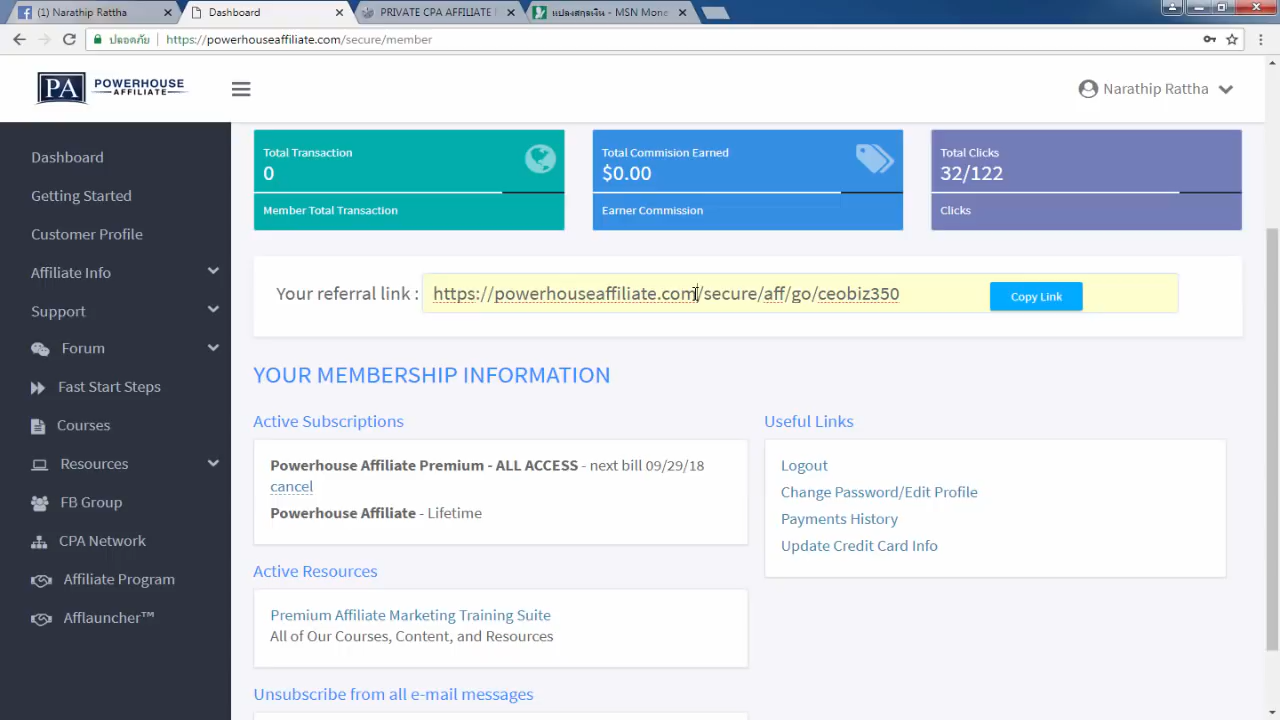 Narathip Rattha
Dashboard
PRIVATE CPA AFFILIATE
แปลงสกุลเงิน - MSN Mone
ปลอดภัย
https://powerhouseaffiliate.com/secure/member
PA
POWERHOUSE
AFFILIATE
Narathip Rattha
Dashboard
Getting Started
Customer Profile
Affiliate Info
Support
Forum
Fast Start Steps
Courses
Resources
FB Group
CPA Network
Affiliate Program
Afflauncher™
Total Transaction
0
Member Total Transaction
Total Commision Earned
$0.00
Earner Commission
Total Clicks
32/122
Clicks
Your referral link : https://powerhouseaffiliate.com/secure/aff/go/ceobiz350 Copy Link
YOUR MEMBERSHIP INFORMATION
Active Subscriptions
Powerhouse Affiliate Premium - ALL ACCESS - next bill 09/29/18
cancel
Powerhouse Affiliate - Lifetime
Active Resources
Premium Affiliate Marketing Training Suite
All of Our Courses, Content, and Resources
Unsubscribe from all e-mail messages
Useful Links
Logout
Change Password/Edit Profile
Payments History
Update Credit Card Info